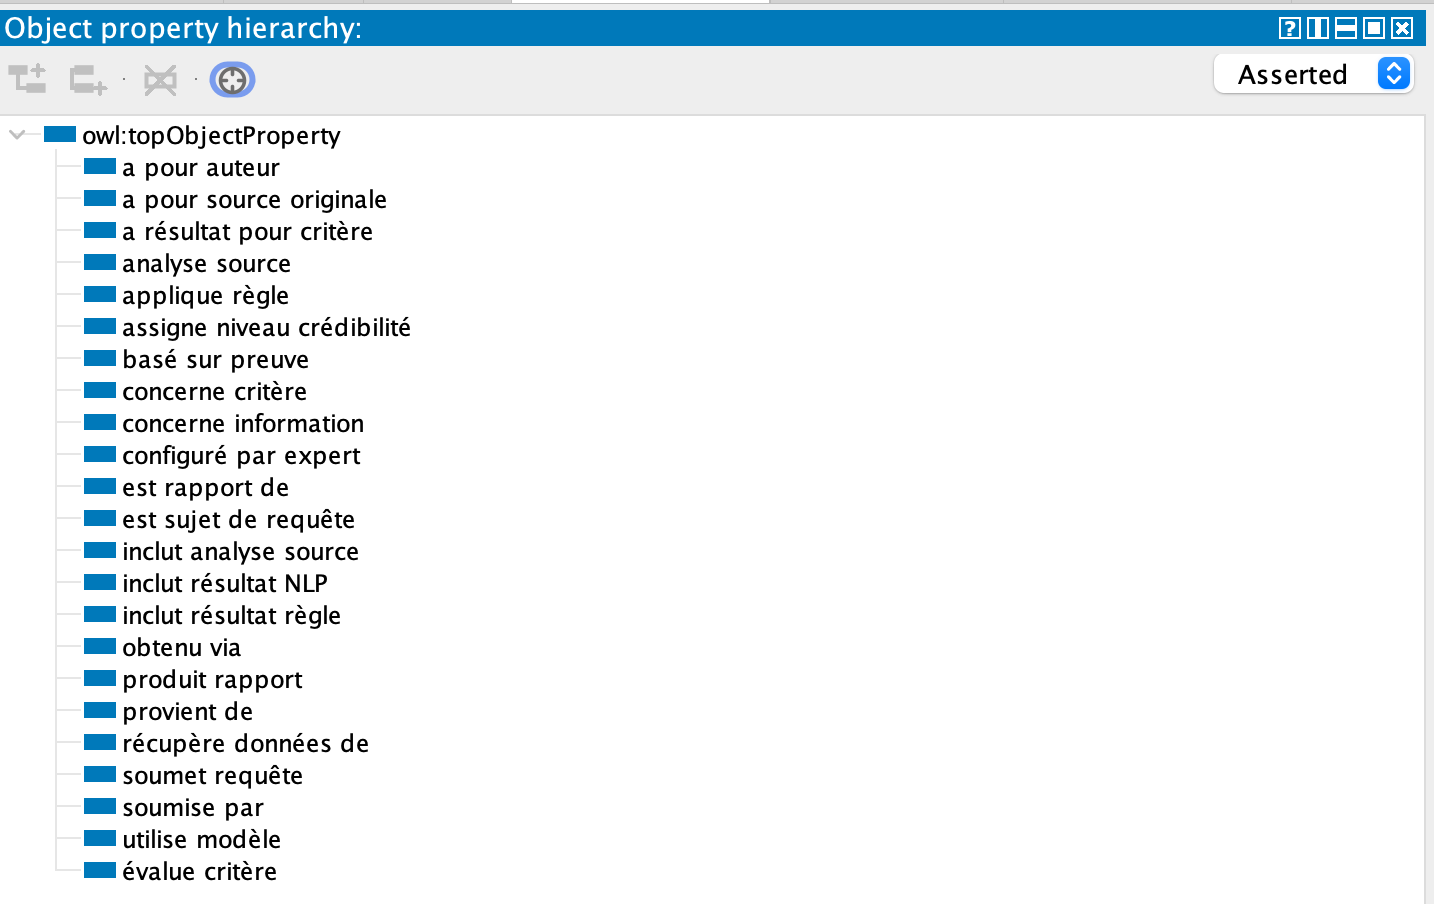 Object property hierarchy:
Asserted
owl:topObjectProperty
a pour auteur
a pour source originale
a résultat pour critère
analyse source
applique règle
assigne niveau crédibilité
basé sur preuve
concerne critère
concerne information
configuré par expert
est rapport de
est sujet de requête
inclut analyse source
inclut résultat NLP
inclut résultat règle
obtenu via
produit rapport
provient de
récupère données de
soumet requête
soumise par
utilise modèle
évalue critère